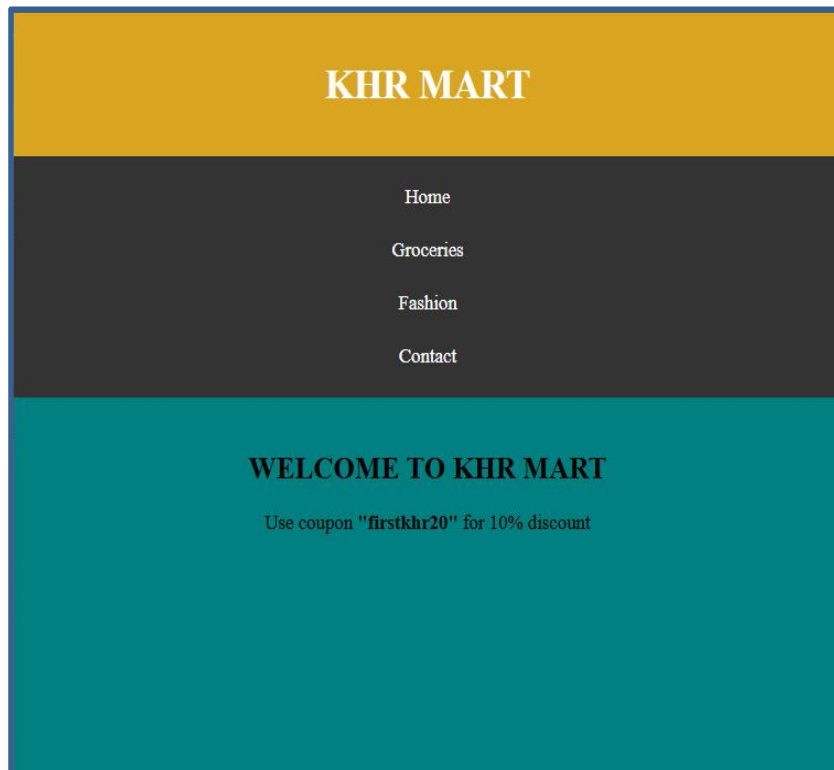 KHR MART
Home
Groceries
Fashion
Contact
WELCOME TO KHR MART
Use coupon "firstkhr20" for 10% discount